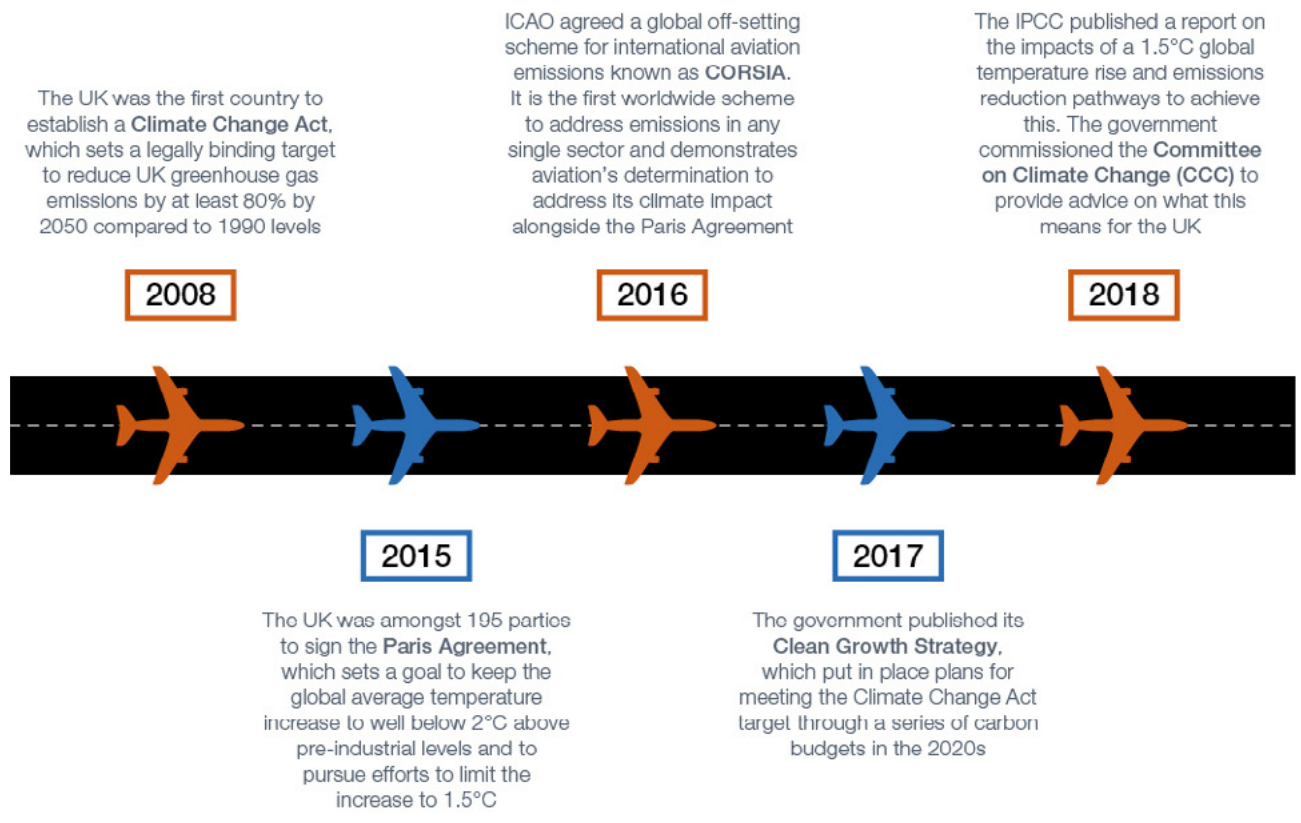 The UK was the first country to
establish a Climate Change Act,
which sets a legally binding target
to reduce UK greenhouse gas
emissions by at least 80% by
2050 compared to 1990 levels
2008
The UK was amongst 195 parties
to sign the Paris Agreement,
which sets a goal to keep the
global average temperature
increase to well below 2°C above
pre-industrial levels and to
pursue efforts to limit the
increase to 1.5°C
2015
ICAO agreed a global off-setting
scheme for international aviation
emissions known as CORSIA.
It is the first worldwide scheme
to address emissions in any
single sector and demonstrates
aviation's determination to
address its climate impact
alongside the Paris Agreement
2016
The government published its
Clean Growth Strategy,
which put in place plans for
meeting the Climate Change Act
target through a series of carbon
budgets in the 2020s
2017
The IPCC published a report on
the impacts of a 1.5°C global
temperature rise and emissions
reduction pathways to achieve
this. The government
commissioned the Committee
on Climate Change (CCC) to
provide advice on what this
means for the UK
2018